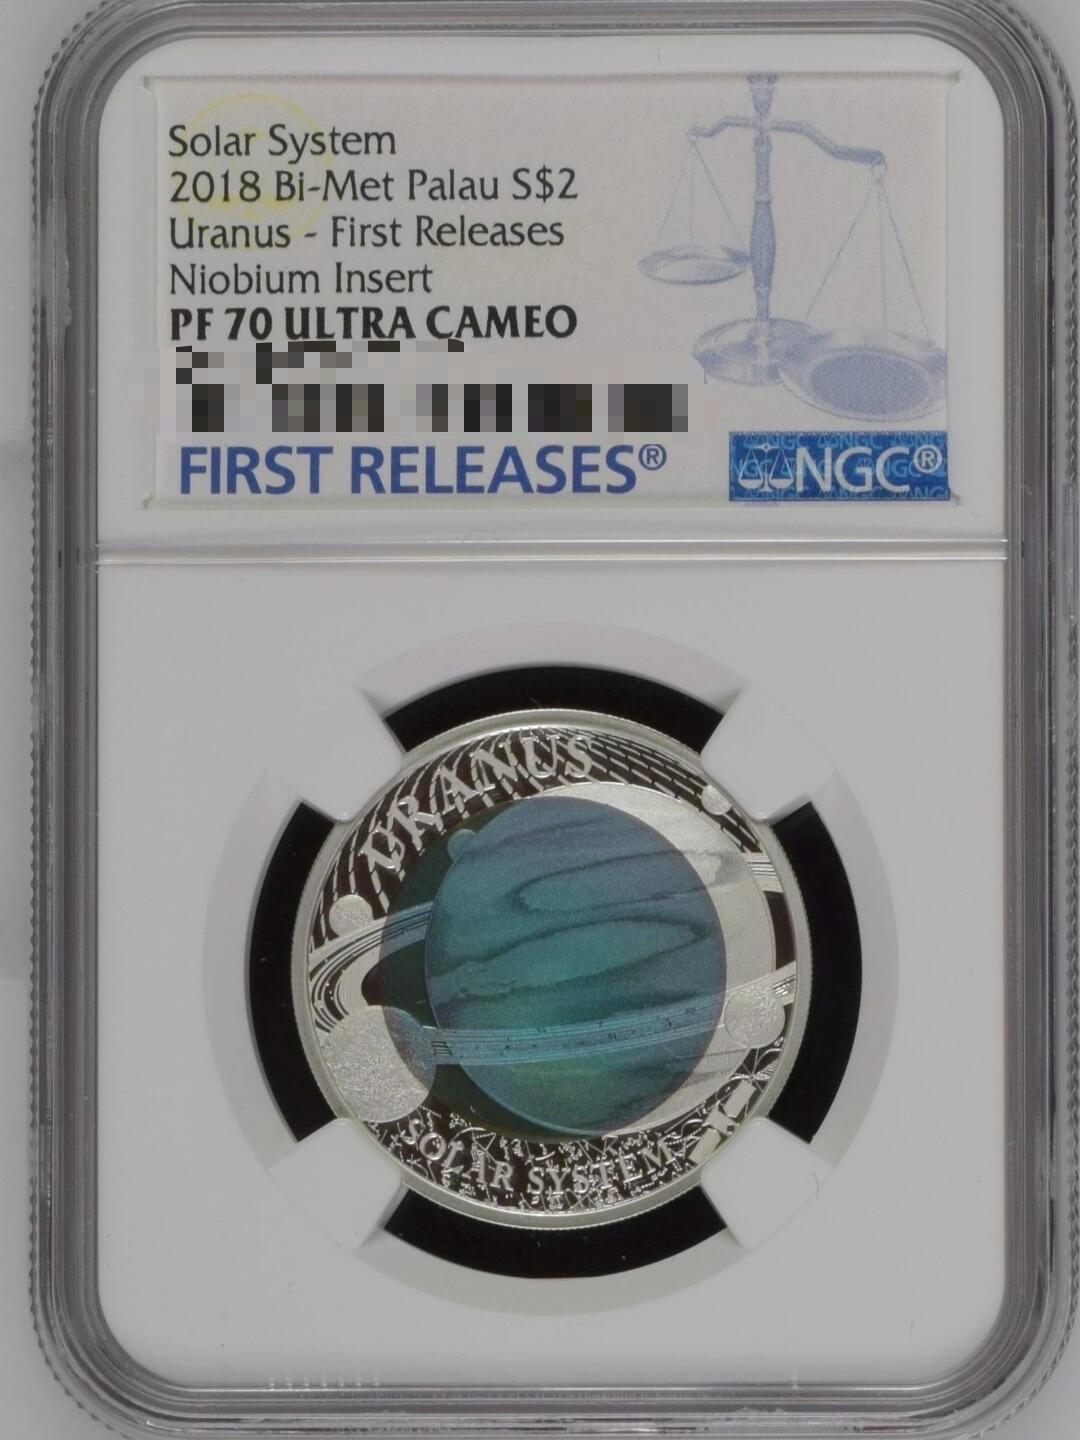 Solar System
2018 Bi-Met Palau S$2
Uranus - First Releases
Niobium Insert
PF 70 ULTRA CAMEO
FIRST RELEASES®
NGC®
URANUS
SOLAR SYSTEM